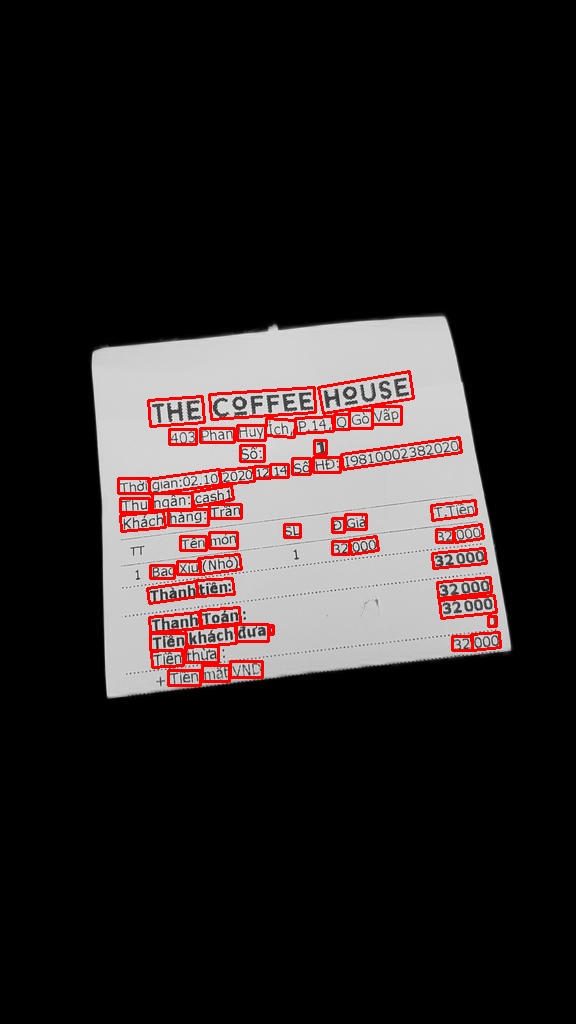 THE COFFEE HOUSE
403 Phan Huy Ích, P.14, Q Gò Vấp
Số: 1
Thời gian:02.10.2020 12:14 Số HĐ: I9810002382020
Thu ngân: cash1
Khách hàng: Trân
TT Tên món SL Đ.Giá T.Tiền
1 Bạc Xỉu (Nhỏ) 1 32,000 32,000
Thành tiền: 32,000
32,000
Thanh Toán: 32,000
Tiền khách đưa
Tiền thừa: 0
+ Tiền mặt VND 32,000